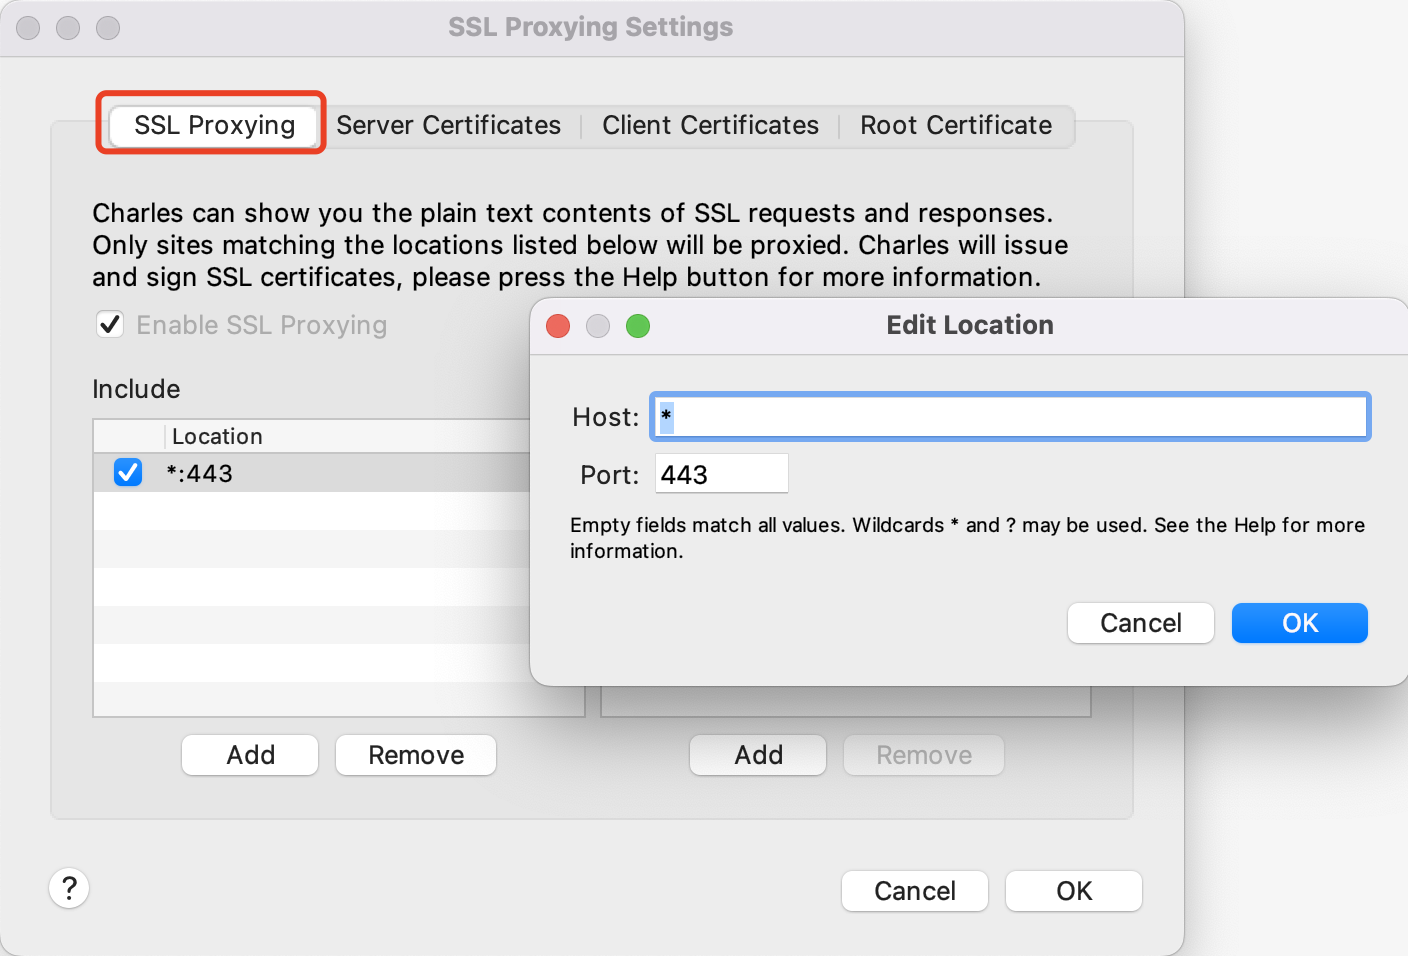 SSL Proxying Settings
SSL Proxying
Server Certificates
Client Certificates
Root Certificate
Charles can show you the plain text contents of SSL requests and responses.
Only sites matching the locations listed below will be proxied. Charles will issue
and sign SSL certificates, please press the Help button for more information.
Enable SSL Proxying
Include
Location
*:443
Edit Location
Host: *
Port: 443
Empty fields match all values. Wildcards * and ? may be used. See the Help for more
information.
Cancel
OK
Add
Remove
Add
Remove
?
Cancel
OK